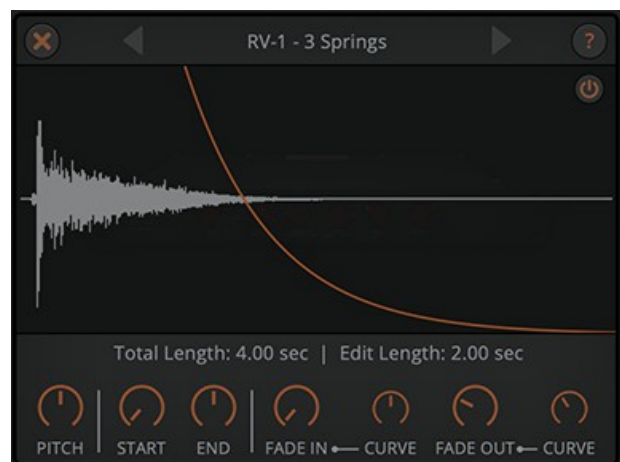 RV-1 - 3 Springs
?
Total Length: 4.00 sec | Edit Length: 2.00 sec
PITCH START END FADE IN CURVE FADE OUT CURVE